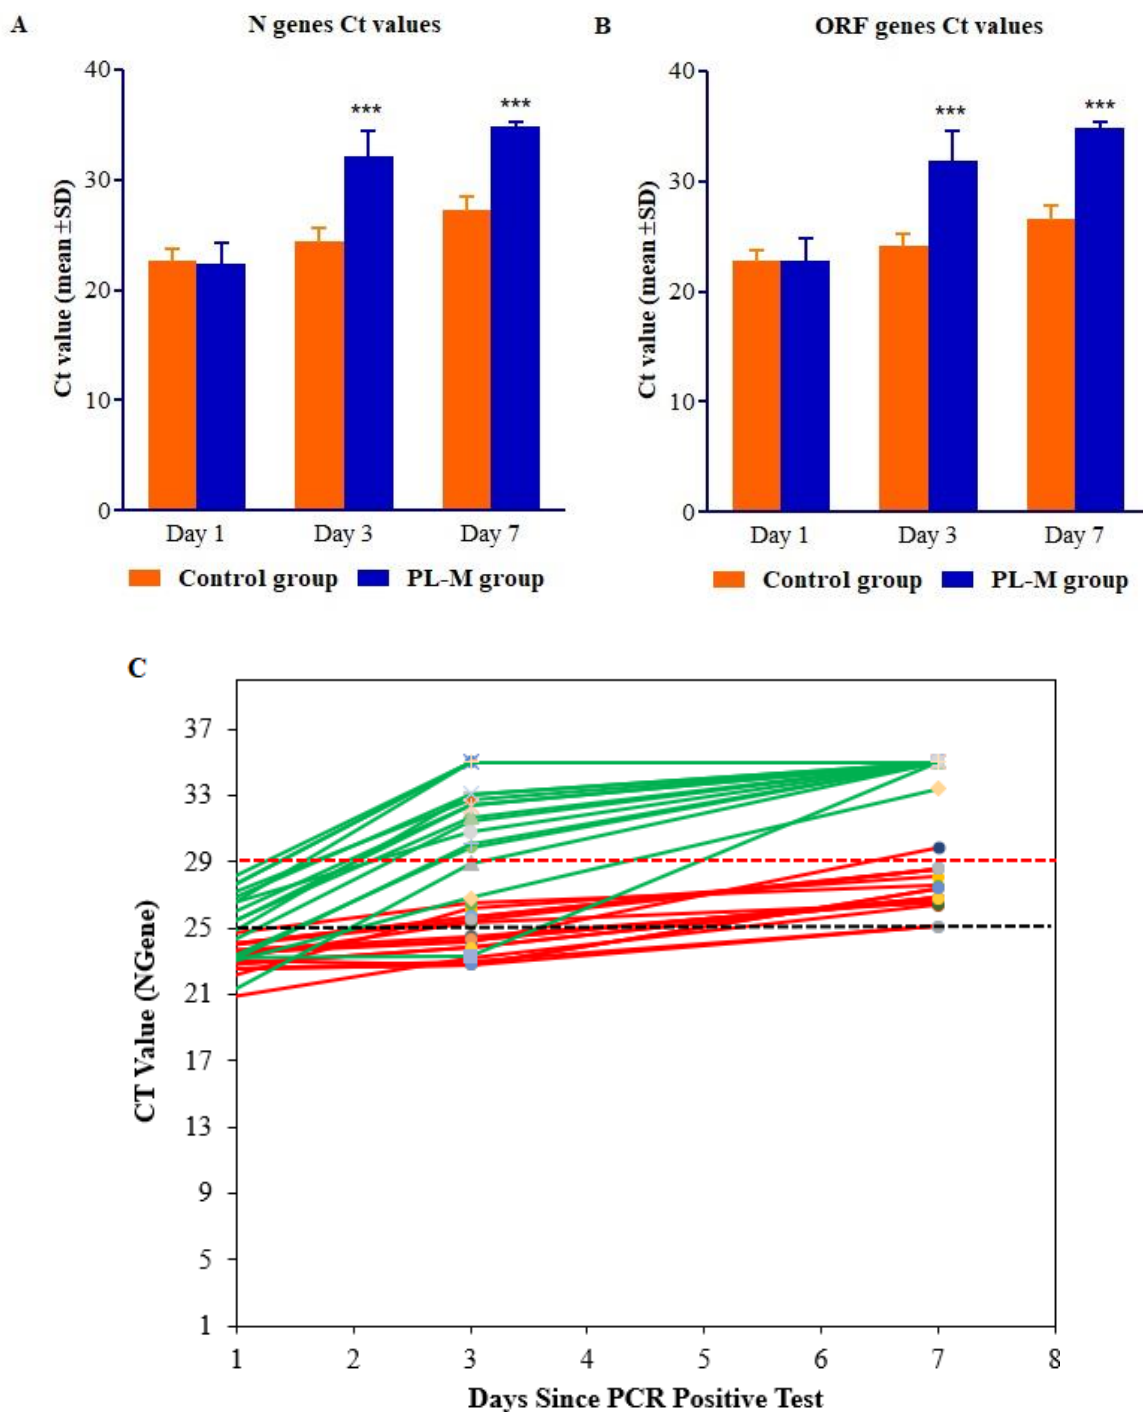 A
N genes Ct values
Ct value (mean ±SD)
40
30
20
10
0
***
***
Day 1
Day 3
Day 7
Control group
PL-M group
B
ORF genes Ct values
Ct value (mean ±SD)
40
30
20
10
0
***
***
Day 1
Day 3
Day 7
Control group
PL-M group
C
CT Value (NGene)
37
33
29
25
21
17
13
9
5
1
1
2
3
4
5
6
7
8
Days Since PCR Positive Test